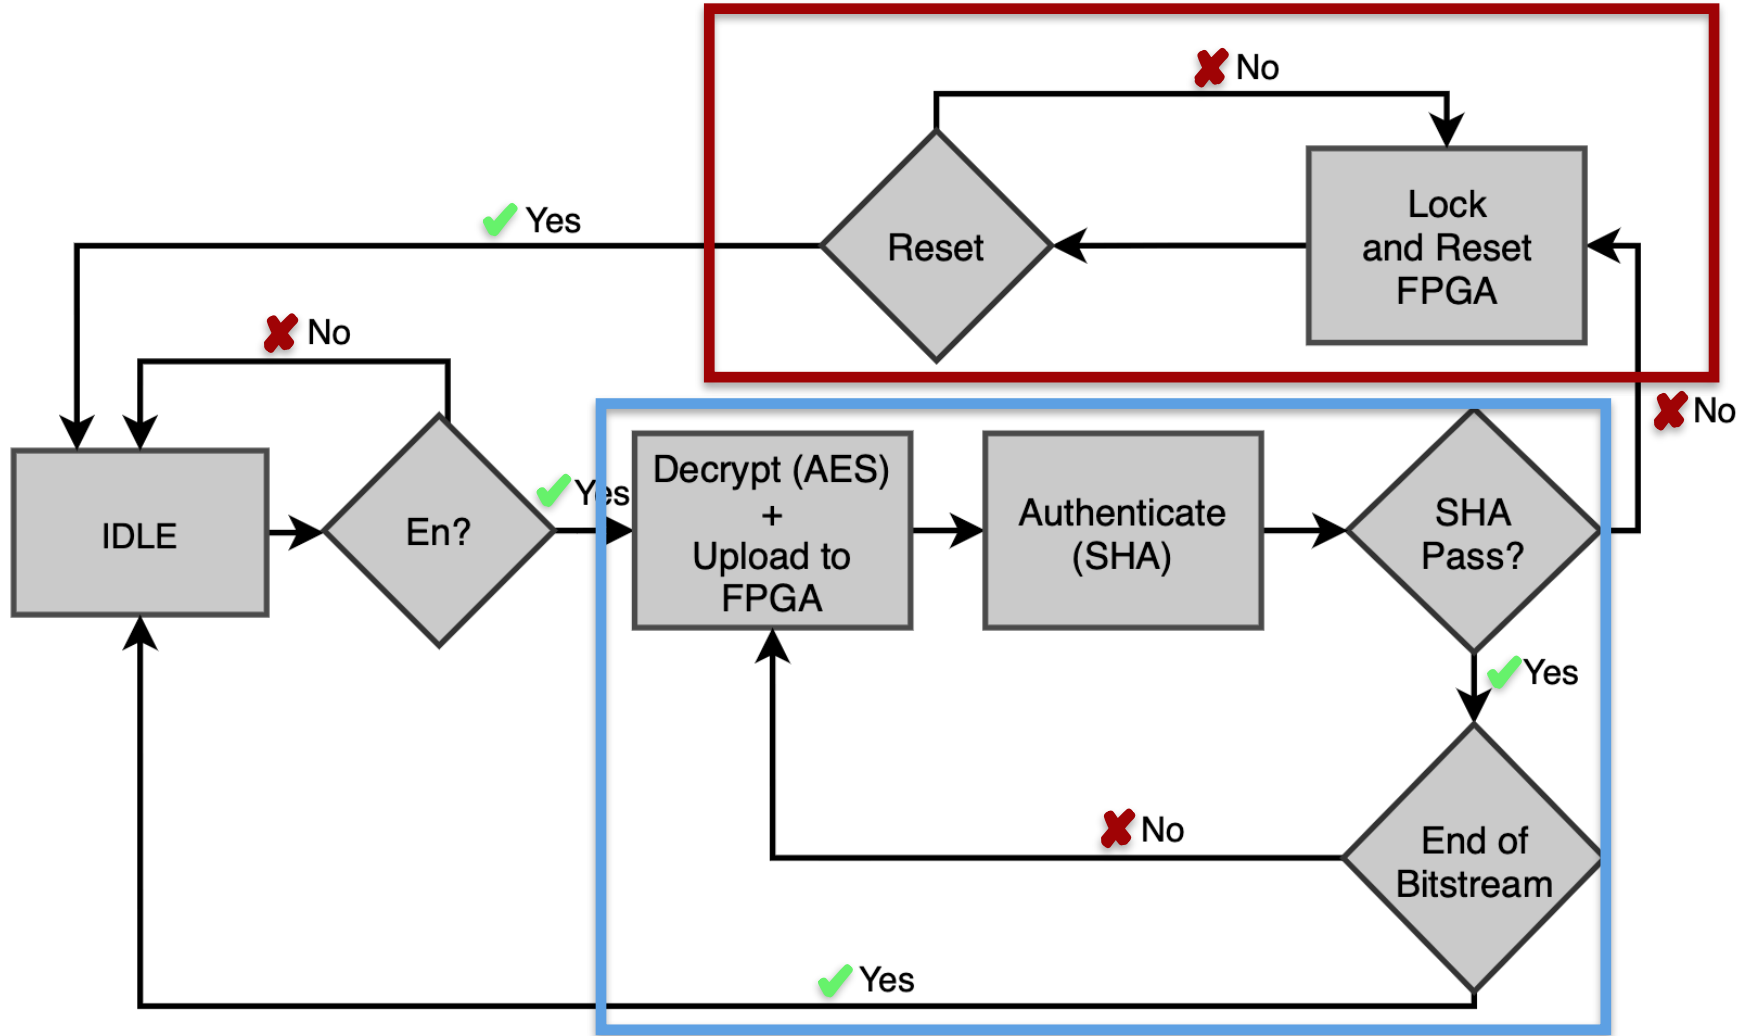 No
Lock
and Reset
FPGA
Reset
Yes
No
No
IDLE
En?
Yes
Decrypt (AES)
+
Upload to
FPGA
Authenticate
(SHA)
SHA
Pass?
Yes
No
End of
Bitstream
Yes